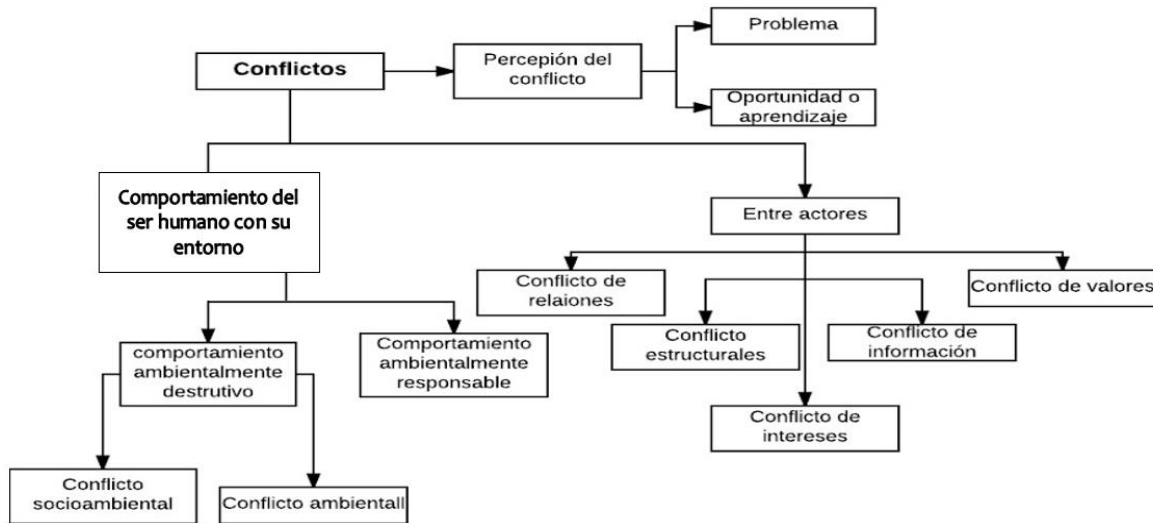 Problema
Conflictos
Percepión del
conflicto
Oportunidad o
aprendizaje
Comportamiento del
ser humano con su
entorno
Entre actores
Conflicto de
relaiones
Conflicto de valores
Conflicto
estructurales
Conflicto de
información
comportamiento
ambientalmente
destrutivo
Comportamiento
ambientalmente
responsable
Conflicto de
intereses
Conflicto
socioambiental
Conflicto ambientall